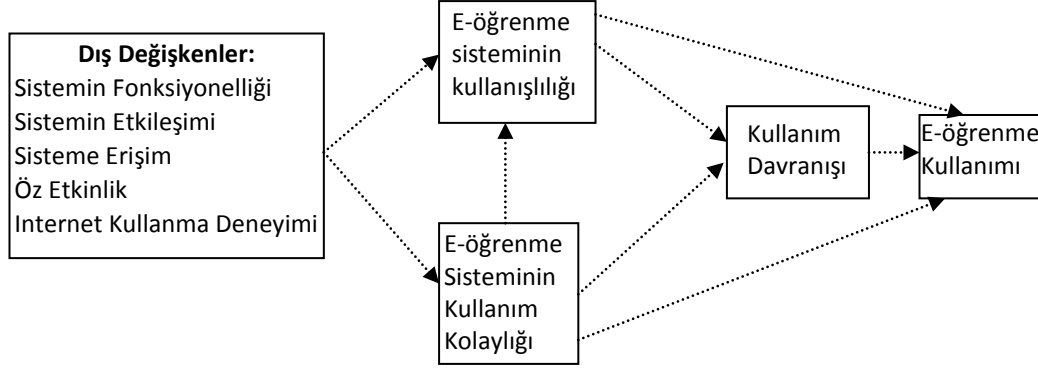 Dış Değişkenler:
Sistemin Fonksiyonelliği
Sistemin Etkileşimi
Sisteme Erişim
Öz Etkinlik
Internet Kullanma Deneyimi
E-öğrenme
sisteminin
kullanışlılığı
E-öğrenme
Sisteminin
Kullanım
Kolaylığı
Kullanım
Davranışı
E-öğrenme
Kullanımı